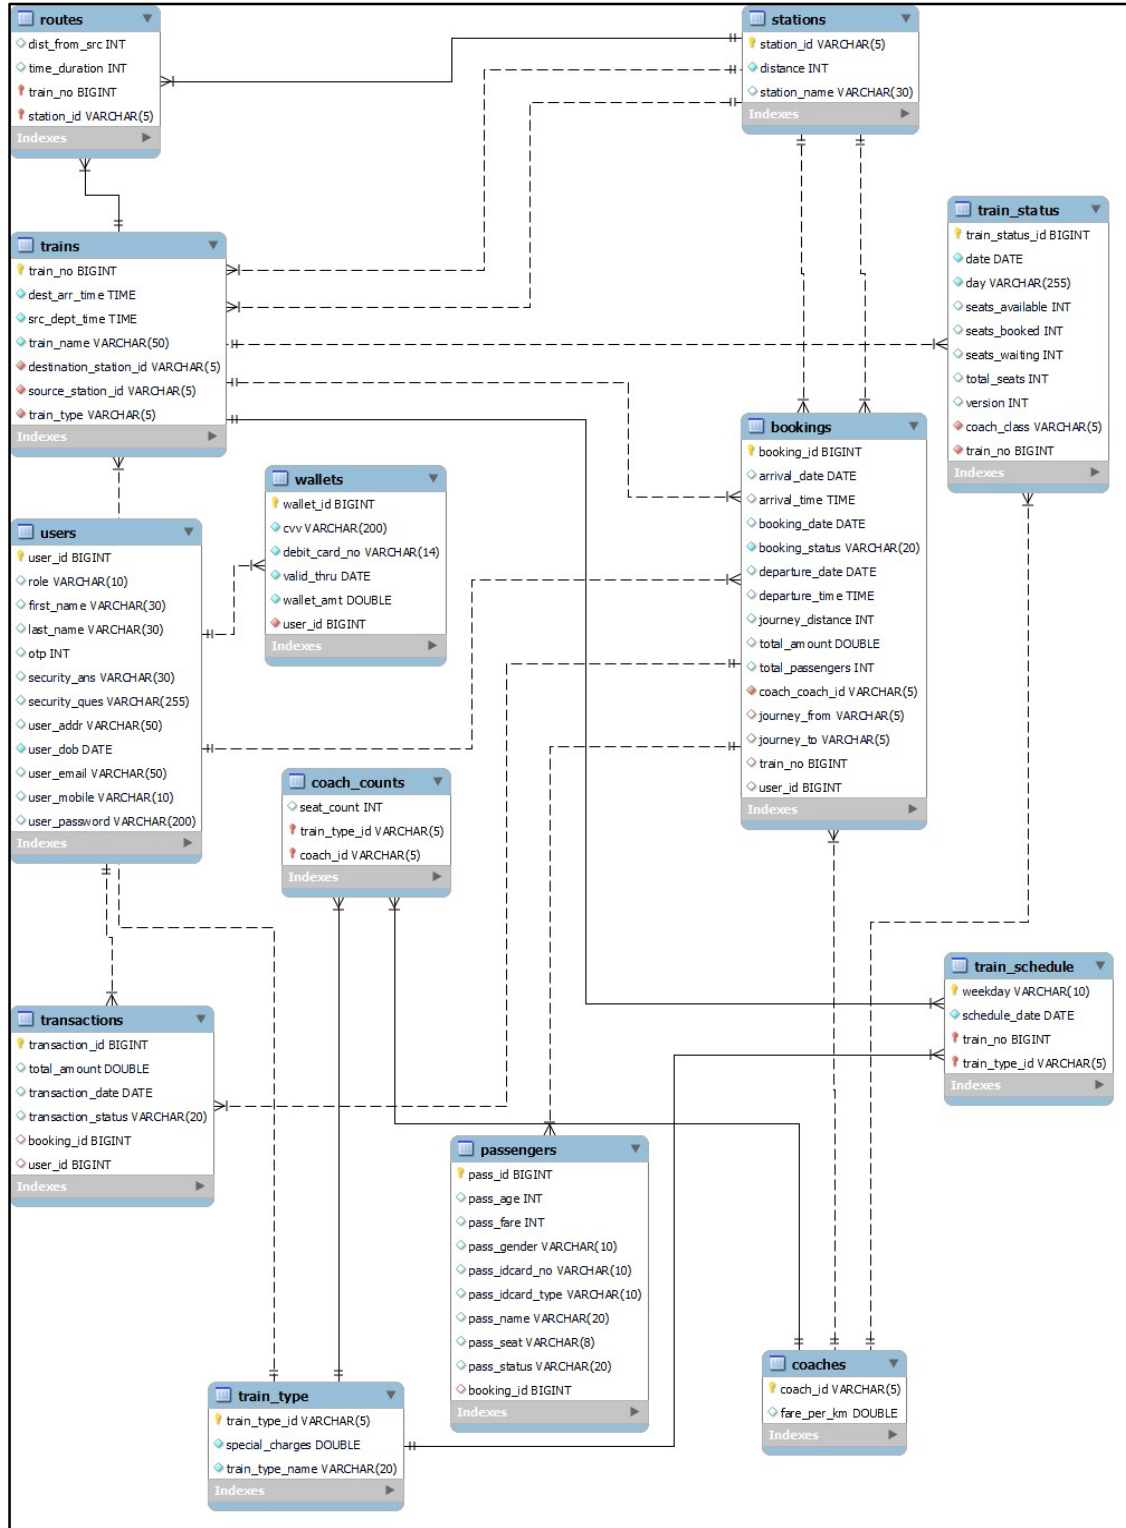 routes
dist_from_src INT
time_duration INT
train_no BIGINT
station_id VARCHAR(5)
Indexes
stations
station_id VARCHAR(5)
distance INT
station_name VARCHAR(30)
Indexes
train_status
train_status_id BIGINT
date DATE
day VARCHAR(255)
seats_available INT
seats_booked INT
seats_waiting INT
total_seats INT
version INT
coach_class VARCHAR(5)
train_no BIGINT
Indexes
trains
train_no BIGINT
dest_arr_time TIME
src_dept_time TIME
train_name VARCHAR(50)
destination_station_id VARCHAR(5)
source_station_id VARCHAR(5)
train_type VARCHAR(5)
Indexes
bookings
booking_id BIGINT
arrival_date DATE
arrival_time TIME
booking_date DATE
booking_status VARCHAR(20)
departure_date DATE
departure_time TIME
journey_distance INT
total_amount DOUBLE
total_passengers INT
coach_coach_id VARCHAR(5)
journey_from VARCHAR(5)
journey_to VARCHAR(5)
train_no BIGINT
user_id BIGINT
Indexes
wallets
wallet_id BIGINT
cvv VARCHAR(200)
debit_card_no VARCHAR(14)
valid_thru DATE
wallet_amt DOUBLE
user_id BIGINT
Indexes
users
user_id BIGINT
role VARCHAR(10)
first_name VARCHAR(30)
last_name VARCHAR(30)
otp INT
security_ans VARCHAR(30)
security_ques VARCHAR(255)
user_addr VARCHAR(50)
user_dob DATE
user_email VARCHAR(50)
user_mobile VARCHAR(10)
user_password VARCHAR(200)
Indexes
coach_counts
seat_count INT
train_type_id VARCHAR(5)
coach_id VARCHAR(5)
Indexes
train_schedule
weekday VARCHAR(10)
schedule_date DATE
train_no BIGINT
train_type_id VARCHAR(5)
Indexes
transactions
transaction_id BIGINT
total_amount DOUBLE
transaction_date DATE
transaction_status VARCHAR(20)
booking_id BIGINT
user_id BIGINT
Indexes
passengers
pass_id BIGINT
pass_age INT
pass_fare INT
pass_gender VARCHAR(10)
pass_idcard_no VARCHAR(10)
pass_idcard_type VARCHAR(10)
pass_name VARCHAR(20)
pass_seat VARCHAR(8)
pass_status VARCHAR(20)
booking_id BIGINT
Indexes
coaches
coach_id VARCHAR(5)
fare_per_km DOUBLE
Indexes
train_type
train_type_id VARCHAR(5)
special_charges DOUBLE
train_type_name VARCHAR(20)
Indexes